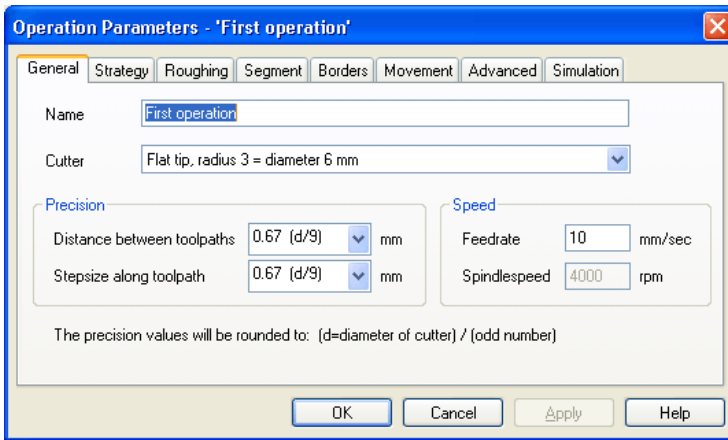 Operation Parameters - 'First operation'
General Strategy Roughing Segment Borders Movement Advanced Simulation
Name First operation
Cutter Flat tip, radius 3 = diameter 6 mm
Precision
Distance between toolpaths 0.67 (d/9) mm
Stepsize along toolpath 0.67 (d/9) mm
Speed
Feedrate 10 mm/sec
Spindlespeed 4000 rpm
The precision values will be rounded to: (d=diameter of cutter) / (odd number)
OK Cancel Apply Help